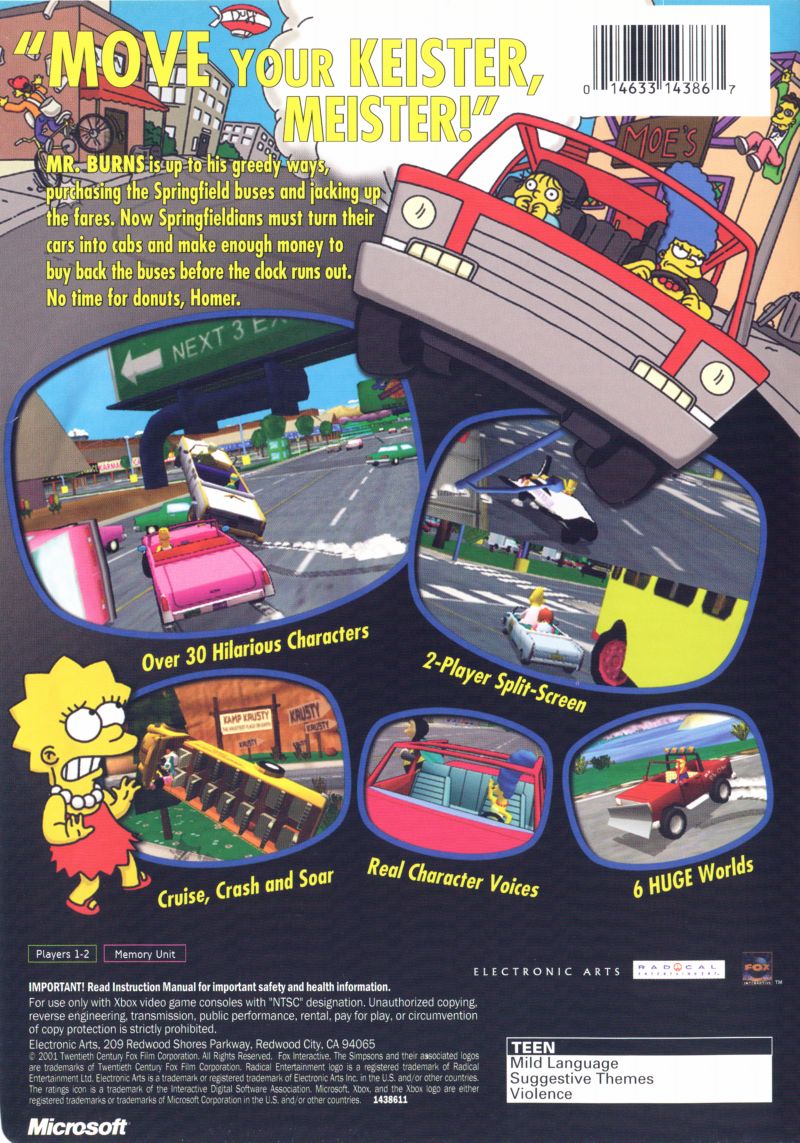 Duff
"MOVE YOUR KEISTER,
MEISTER!"
0 14633 14386 7
MOE'S
MR. BURNS is up to his greedy ways,
purchasing the Springfield buses and jacking up
the fares. Now Springfieldians must turn their
cars into cabs and make enough money to
buy back the buses before the clock runs out.
No time for donuts, Homer.
NEXT 3 EX
KARMA
Over 30 Hilarious Characters
2-Player Split-Screen
KAMP KRUSTY
KRUSTY
KRUSTY
KRUSTY
Cruise, Crash and Soar
Real Character Voices
6 HUGE Worlds
Players 1-2
Memory Unit
ELECTRONIC ARTS
RADICAL
ENTERTAINMENT
FOX
INTERACTIVE
TM
IMPORTANT! Read Instruction Manual for important safety and health information.
For use only with Xbox video game consoles with "NTSC" designation. Unauthorized copying,
reverse engineering, transmission, public performance, rental, pay for play, or circumvention
of copy protection is strictly prohibited.
Electronic Arts, 209 Redwood Shores Parkway, Redwood City, CA 94065
© 2001 Twentieth Century Fox Film Corporation. All Rights Reserved. Fox Interactive. The Simpsons and their associated logos
are trademarks of Twentieth Century Fox Film Corporation. Radical Entertainment logo is a registered trademark of Radical
Entertainment Ltd. Electronic Arts is a trademark or registered trademark of Electronic Arts Inc. in the U.S. and/or other countries.
The ratings icon is a trademark of the Interactive Digital Software Association. Microsoft, Xbox, and the Xbox logo are either
registered trademarks or trademarks of Microsoft Corporation in the U.S. and/or other countries. 1438611
TEEN
Mild Language
Suggestive Themes
Violence
Microsoft